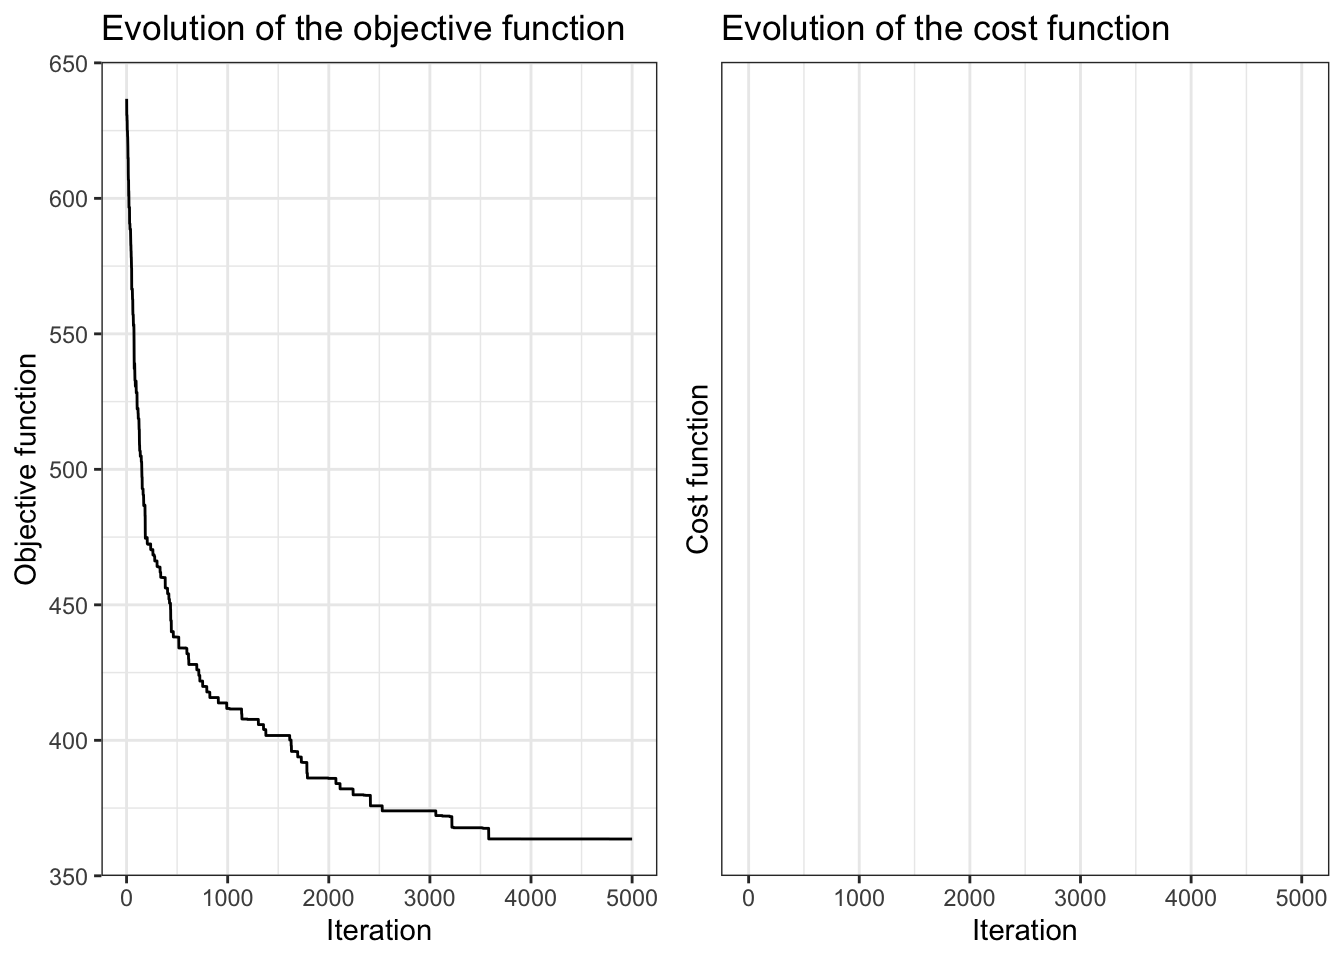 Evolution of the objective function
Objective function
650
600
550
500
450
400
350
0 1000 2000 3000 4000 5000
Iteration
Evolution of the cost function
Cost function
0 1000 2000 3000 4000 5000
Iteration